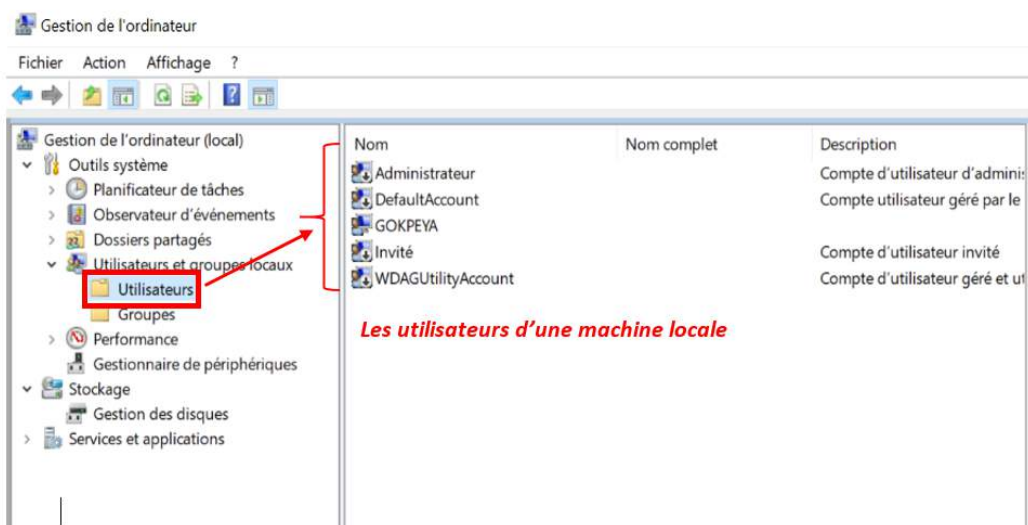 Gestion de l'ordinateur
Fichier Action Affichage ?
Gestion de l'ordinateur (local)
Outils système
Planificateur de tâches
Observateur d'événements
Dossiers partagés
Utilisateurs et groupes locaux
Utilisateurs
Groupes
Performance
Gestionnaire de périphériques
Stockage
Gestion des disques
Services et applications
Nom Nom complet Description
Administrateur Compte d'utilisateur d'adminis
DefaultAccount Compte utilisateur géré par le
GOKPEYA
Invité Compte d'utilisateur invité
WDAGUtilityAccount Compte d'utilisateur géré et ut
Les utilisateurs d'une machine locale